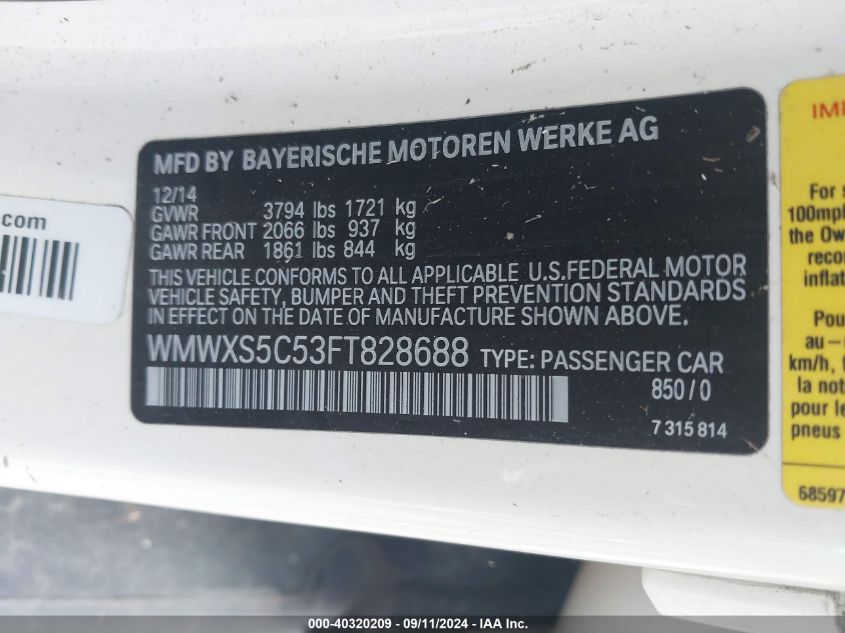 MFD BY BAYERISCHE MOTOREN WERKE AG
12/14
GVWR 3794 lbs 1721 kg
GAWR FRONT 2066 lbs 937 kg
GAWR REAR 1861 lbs 844 kg
THIS VEHICLE CONFORMS TO ALL APPLICABLE U.S.FEDERAL MOTOR
VEHICLE SAFETY, BUMPER AND THEFT PREVENTION STANDARDS
IN EFFECT ON THE DATE OF MANUFACTURE SHOWN ABOVE.
WMWXS5C53FT828688 TYPE: PASSENGER CAR
850/0
7 315 814
.com
For
100mph
the Ow
reco
inflat
Pou
au-
km/h,
la not
pour le
pneus
68597
000-40320209 - 09/11/2024 - IAA Inc.